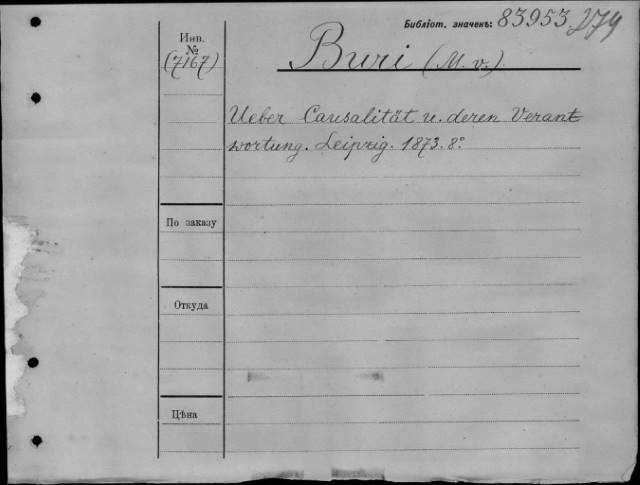 Библіот. значекъ: 83953.279
Инв.
№
(7167)
Buri (M. v.)
Ueber Causalität u. deren Verant-
wortung. Leipzig. 1873. 8°
По заказу
Откуда
Цѣна